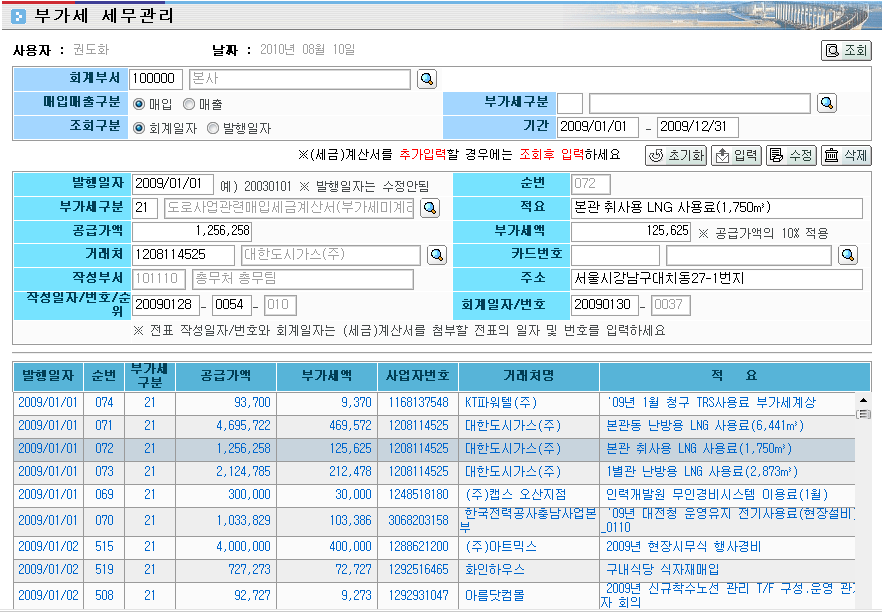 부가세 세무관리
사용자 : 권도화 날짜 : 2010년 08월 10일 조회
회계부서 100000 본사
매입매출구분 매입 매출 부가세구분
조회구분 회계일자 발행일자 기간 2009/01/01 - 2009/12/31
※(세금)계산서를 추가입력할 경우에는 조회후 입력하세요 초기화 입력 수정 삭제
발행일자 2009/01/01 예) 20030101 ※ 발행일자는 수정안됨 순번 072
부가세구분 21 도로사업관련매입세금계산서(부가세미계 적요 본관 취사용 LNG 사용료(1,750㎥)
공급가액 1,256,258 부가세액 125,625 ※ 공급가액의 10% 적용
거래처 1208114525 대한도시가스(주) 카드번호
작성부서 101110 총무처 총무팀 주소 서울시강남구대치동27-1번지
작성일자/번호/순위 20090128 - 0054 - 010 회계일자/번호 20090130 - 0037
※ 전표 작성일자/번호와 회계일자는 (세금)계산서를 첨부할 전표의 일자 및 번호를 입력하세요
발행일자 순번 부가세구분 공급가액 부가세액 사업자번호 거래처명 적 요
2009/01/01 074 21 93,700 9,370 1168137548 KT파워텔(주) '09년 1월 청구 TRS사용료 부가세계상
2009/01/01 071 21 4,695,722 469,572 1208114525 대한도시가스(주) 본관동 난방용 LNG 사용료(6,441㎥)
2009/01/01 072 21 1,256,258 125,625 1208114525 대한도시가스(주) 본관 취사용 LNG 사용료(1,750㎥)
2009/01/01 073 21 2,124,785 212,478 1208114525 대한도시가스(주) 1별관 난방용 LNG 사용료(2,873㎥)
2009/01/01 069 21 300,000 30,000 1248518180 (주)캡스 오산지점 인력개발원 무인경비시스템 이용료(1월)
2009/01/01 070 21 1,033,829 103,386 3068203158 한국전력공사충남사업본부 '09년 대전청 운영유지 전기사용료(현장설비)_0110
2009/01/02 515 21 4,000,000 400,000 1288621200 (주)아트믹스 2009년 현장시무식 행사경비
2009/01/02 519 21 727,273 72,727 1292516465 화인하우스 구내식당 식자재매입
2009/01/02 508 21 92,727 9,273 1292931047 아름닷컴몰 2009년 신규착수노선 관리 T/F 구성.운영 관자 회의